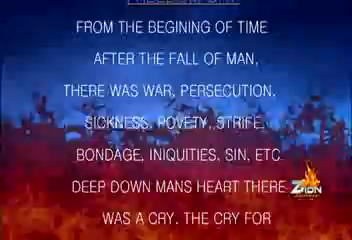 FROM THE BEGINING OF TIME
AFTER THE FALL OF MAN,
THERE WAS WAR, PERSECUTION,
SICKNESS, POVETY, STRIFE,
BONDAGE, INIQUITIES, SIN, ETC
DEEP DOWN MANS HEART THERE
ZION
WAS A CRY. THE CRY FOR